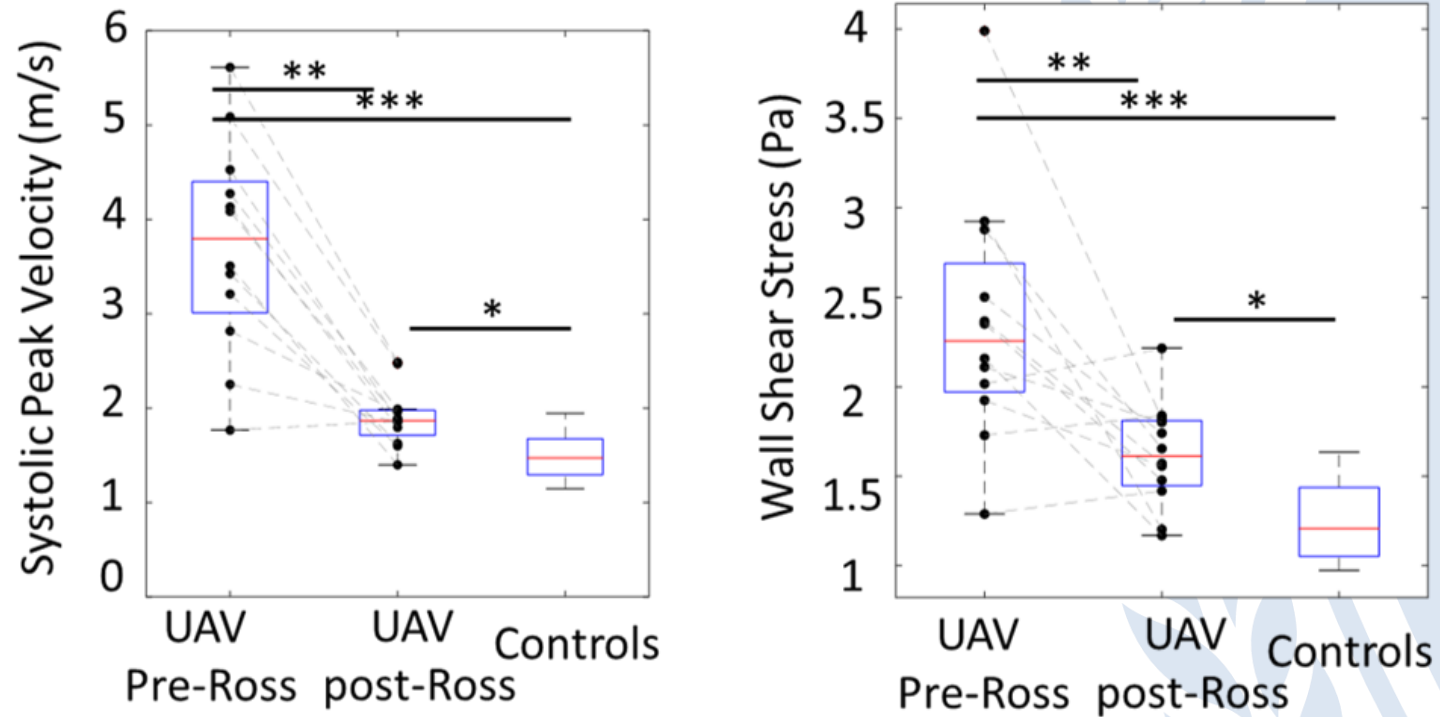 Systolic Peak Velocity (m/s)
6
5
4
3
2
1
0
**
***
*
UAV
Pre-Ross
UAV
post-Ross
Controls
Wall Shear Stress (Pa)
4
3.5
3
2.5
2
1.5
1
**
***
*
UAV
Pre-Ross
UAV
post-Ross
Controls